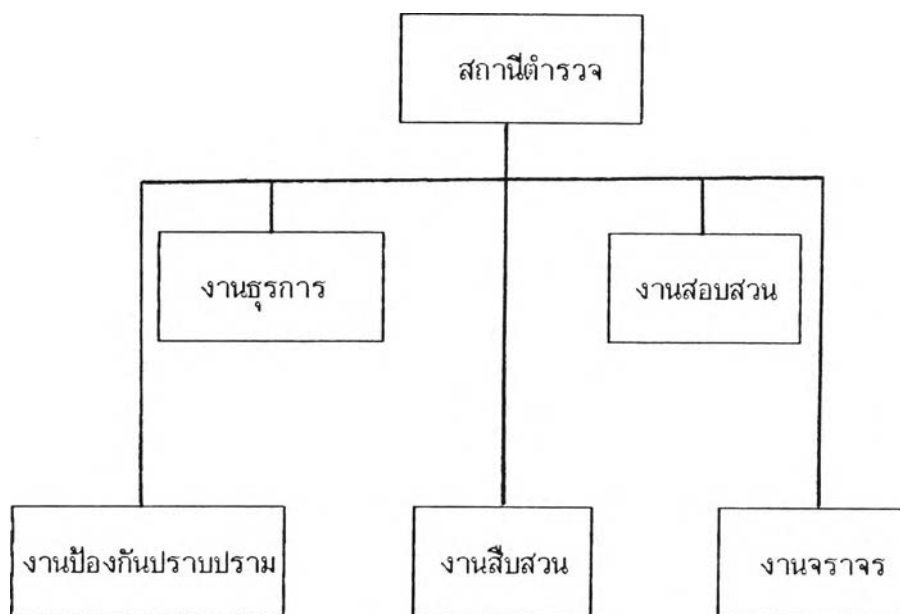 สถานีตำรวจ
งานธุรการ
งานสอบสวน
งานป้องกันปราบปราม
งานสืบสวน
งานจราจร